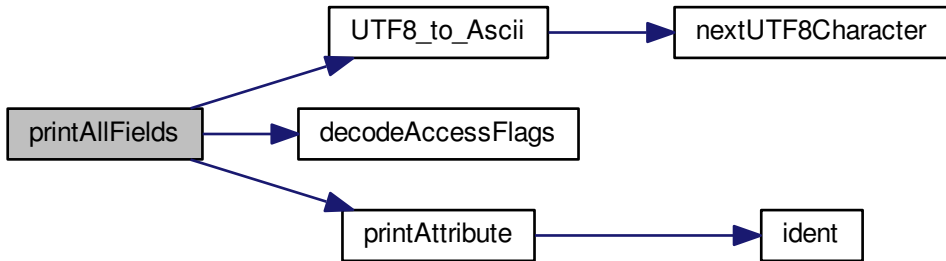 UTF8_to_Ascii
nextUTF8Character
printAllFields
decodeAccessFlags
printAttribute
ident